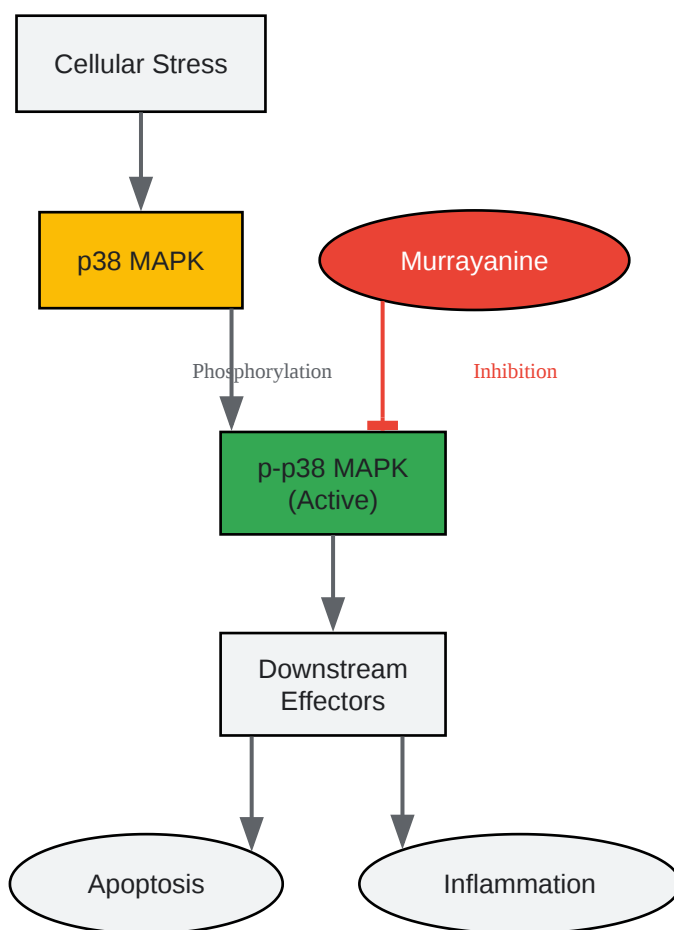 Cellular Stress
p38 MAPK
Murrayanine
Phosphorylation
Inhibition
p-p38 MAPK
(Active)
Downstream
Effectors
Apoptosis
Inflammation